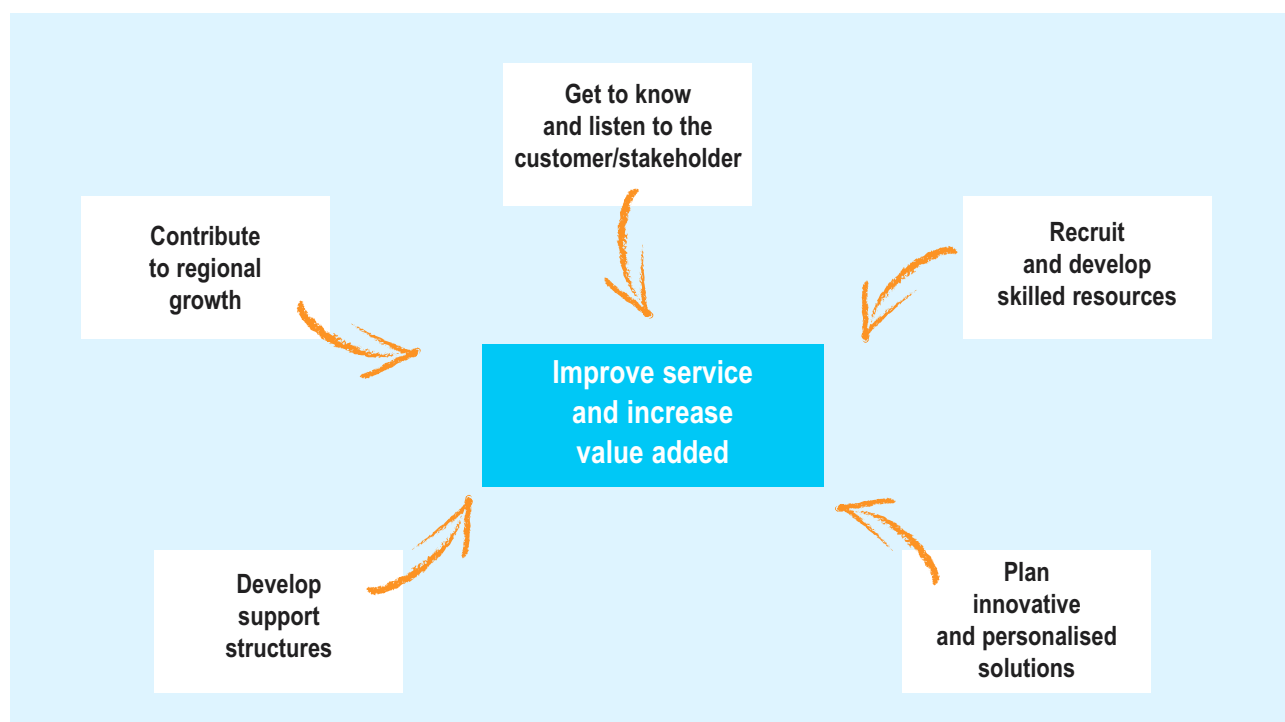 Get to know
and listen to the
customer/stakeholder
Contribute
to regional
growth
Recruit
and develop
skilled resources
Improve service
and increase
value added
Develop
support
structures
Plan
innovative
and personalised
solutions